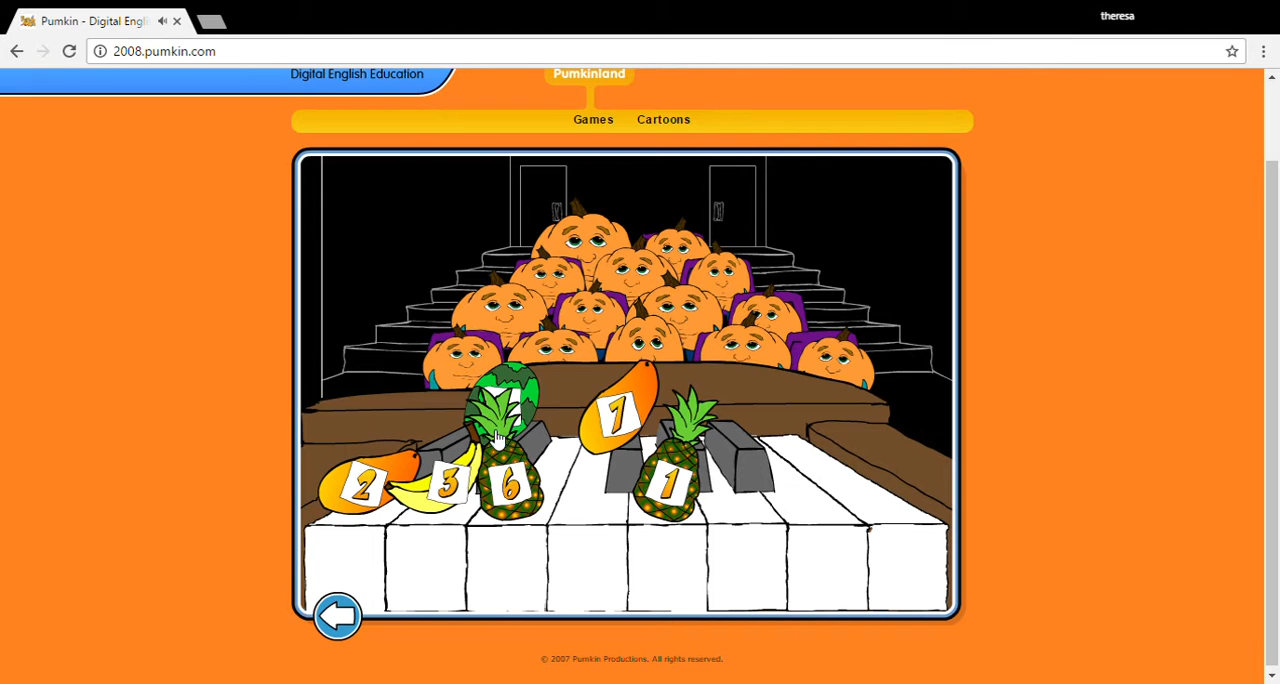 theresa
Pumkin - Digital Engli
2008.pumkin.com
Digital English Education
Pumkinland
Games Cartoons
2
3
6
1
1
© 2007 Pumkin Productions. All rights reserved.